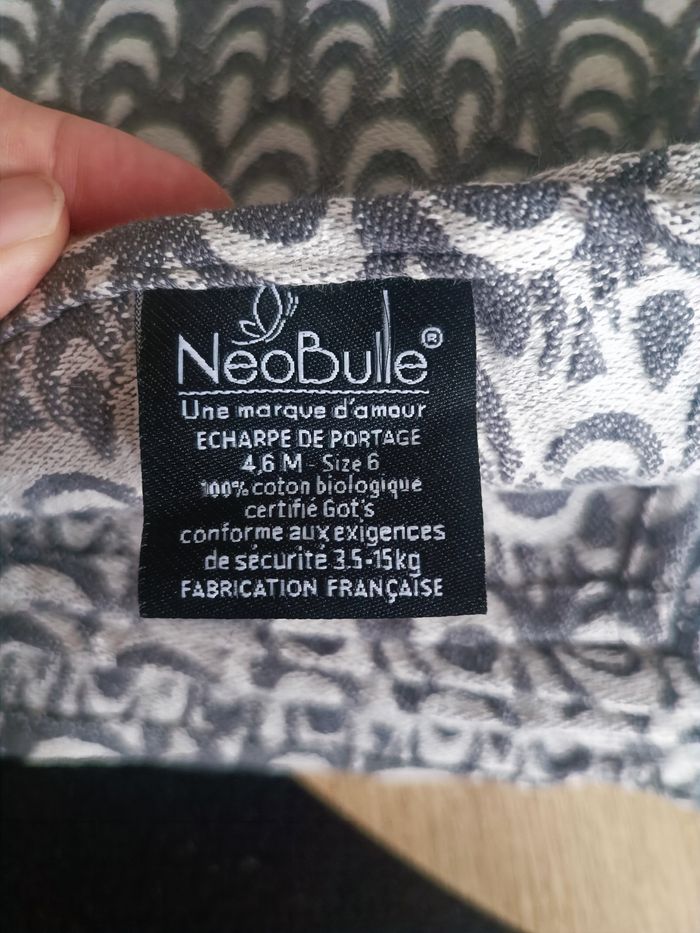 NéoBulle®
Une marque d'amour
ECHARPE DE PORTAGE
4,6 M - Size 6
100% coton biologique
certifié Got's
conforme aux exigences
de sécurité 3.5-15kg
FABRICATION FRANÇAISE